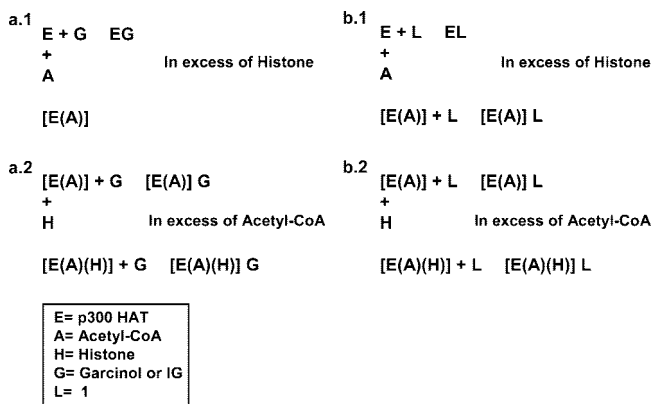 a.1
E + G EG
+
A
In excess of Histone
[E(A)]
b.1
E + L EL
+
A
In excess of Histone
[E(A)] + L [E(A)] L
a.2
[E(A)] + G [E(A)] G
+
H
In excess of Acetyl-CoA
[E(A)(H)] + G [E(A)(H)] G
b.2
[E(A)] + L [E(A)] L
+
H
In excess of Acetyl-CoA
[E(A)(H)] + L [E(A)(H)] L
E= p300 HAT
A= Acetyl-CoA
H= Histone
G= Garcinol or IG
L= 1